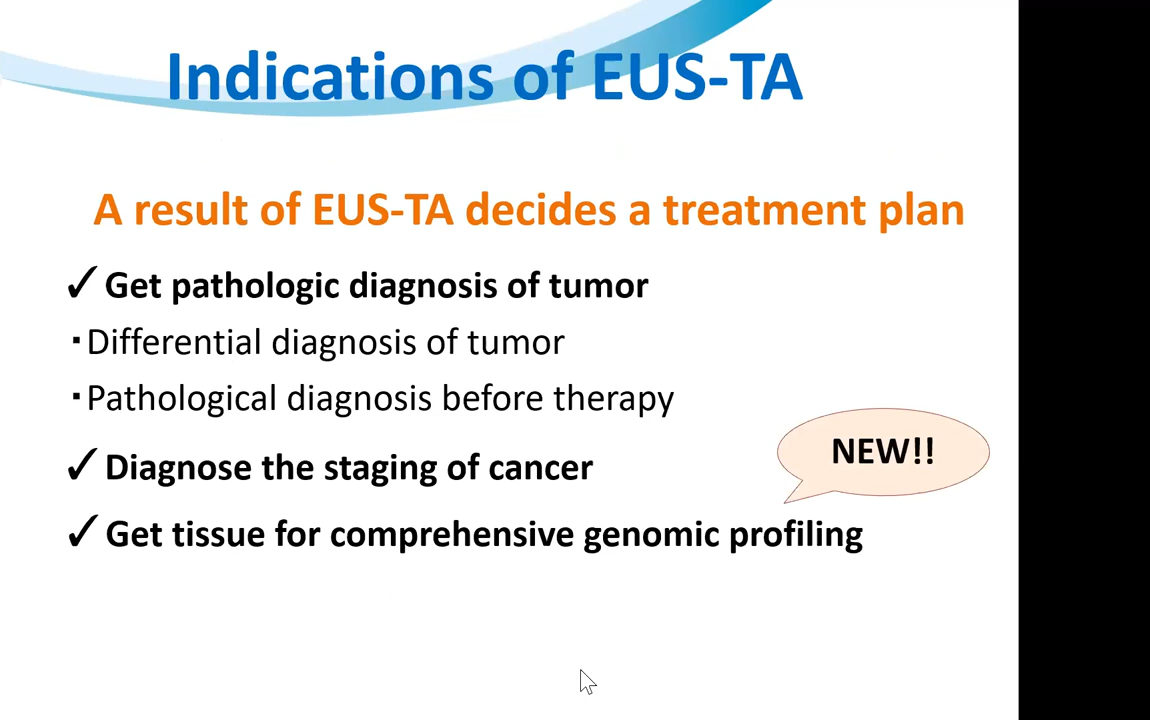 Indications of EUS-TA
A result of EUS-TA decides a treatment plan
✓Get pathologic diagnosis of tumor
・Differential diagnosis of tumor
・Pathological diagnosis before therapy
NEW!!
✓Diagnose the staging of cancer
✓Get tissue for comprehensive genomic profiling